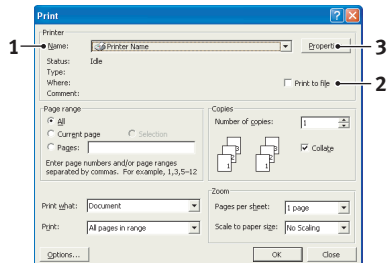 Print
Printer
1 Name: Printer Name Properti 3
Status: Idle
Type:
Where: Print to file 2
Comment:
Page range
All
Current page Selection
Pages:
Enter page numbers and/or page ranges
separated by commas. For example, 1,3,5-12
Copies
Number of copies: 1
Collate
Print what: Document
Print: All pages in range
Zoom
Pages per sheet: 1 page
Scale to paper size: No Scaling
Options... OK Close